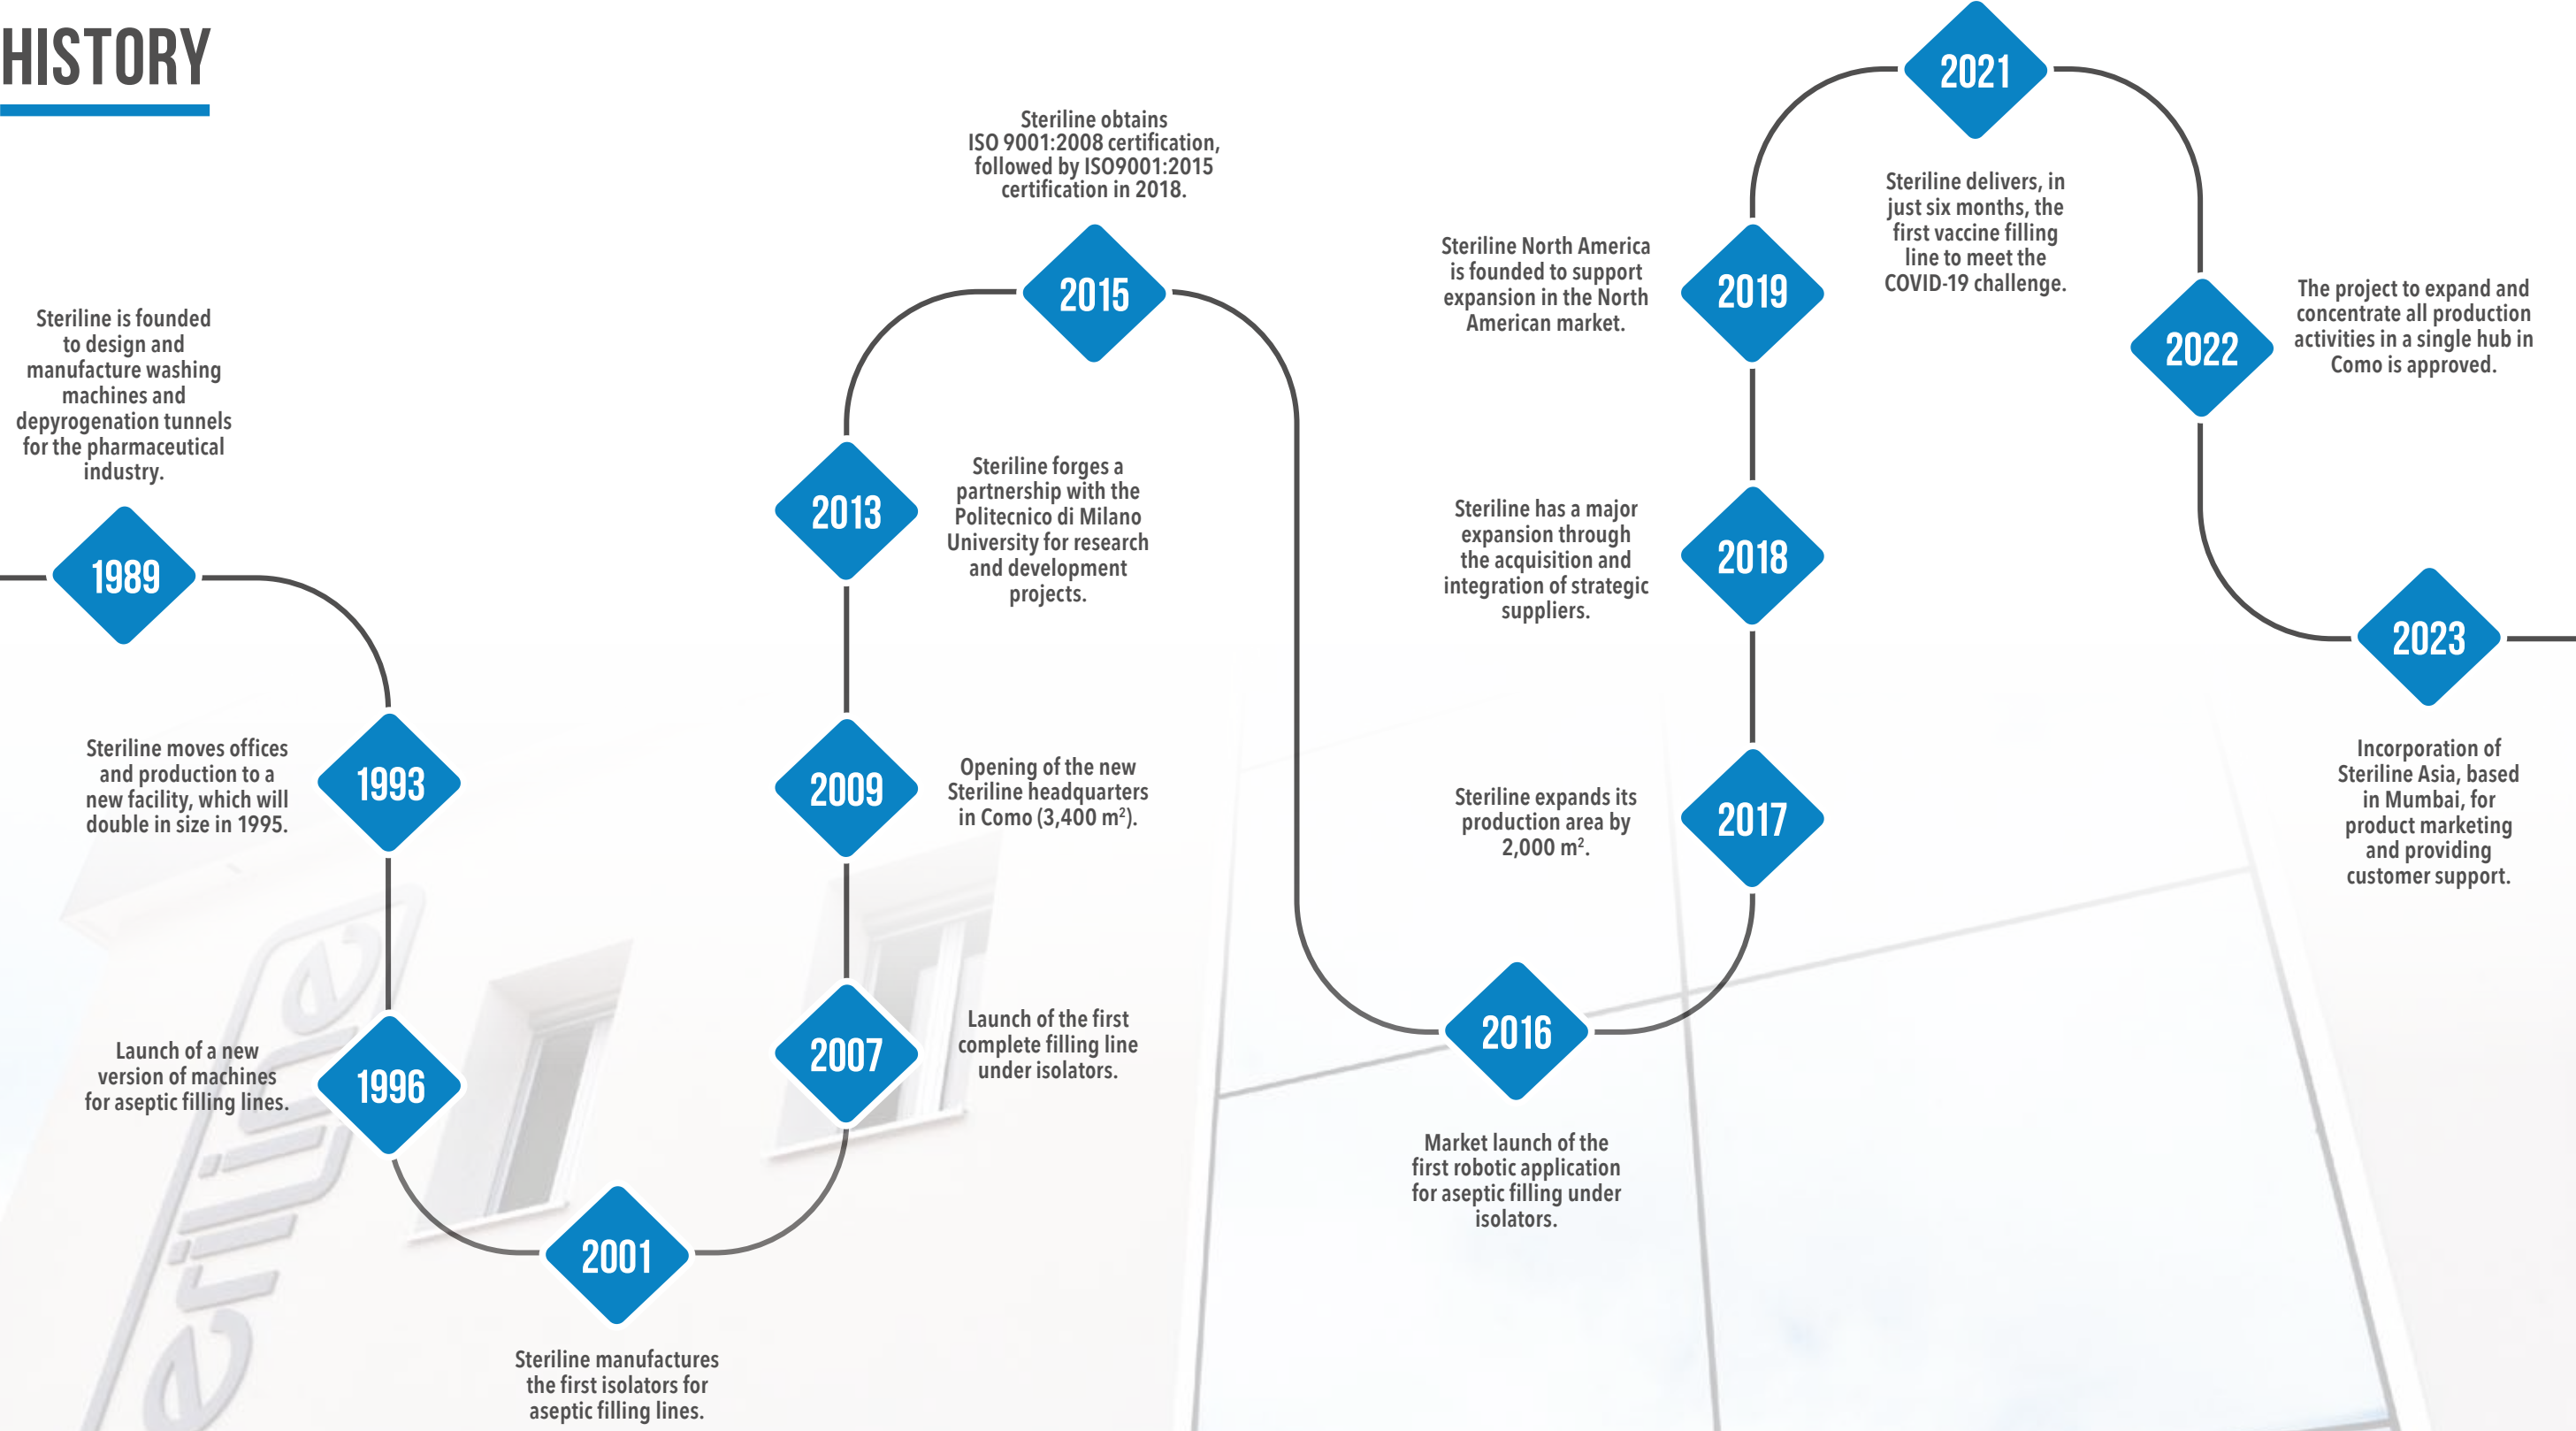 HISTORY
Steriline is founded
to design and
manufacture washing
machines and
depyrogenation tunnels
for the pharmaceutical
industry.
1989
Steriline moves offices
and production to a
new facility, which will
double in size in 1995.
1993
Launch of a new
version of machines
for aseptic filling lines.
1996
2001
Steriline manufactures
the first isolators for
aseptic filling lines.
2007
Launch of the first
complete filling line
under isolators.
2009
Opening of the new
Steriline headquarters
in Como (3,400 m²).
2013
Steriline forges a
partnership with the
Politecnico di Milano
University for research
and development
projects.
Steriline obtains
ISO 9001:2008 certification,
followed by ISO9001:2015
certification in 2018.
2015
2016
Market launch of the
first robotic application
for aseptic filling under
isolators.
Steriline expands its
production area by
2,000 m².
2017
Steriline has a major
expansion through
the acquisition and
integration of strategic
suppliers.
2018
Steriline North America
is founded to support
expansion in the North
American market.
2019
2021
Steriline delivers, in
just six months, the
first vaccine filling
line to meet the
COVID-19 challenge.
2022
The project to expand and
concentrate all production
activities in a single hub in
Como is approved.
2023
Incorporation of
Steriline Asia, based
in Mumbai, for
product marketing
and providing
customer support.
eriline